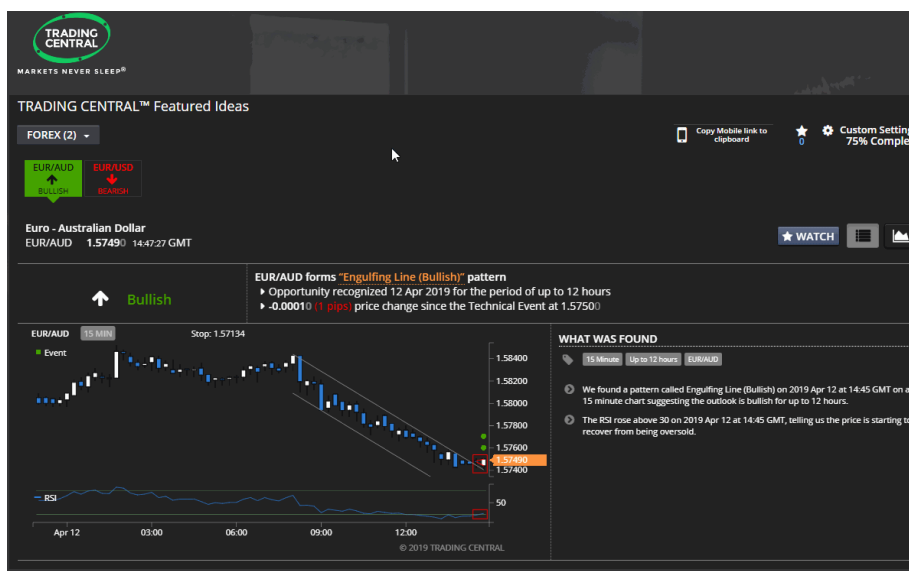 TRADING
CENTRAL
MARKETS NEVER SLEEP®
TRADING CENTRAL™ Featured Ideas
FOREX (2)
Copy Mobile link to
clipboard
0
Custom Setting
75% Comple
EUR/AUD
BULLISH
EUR/USD
BEARISH
Euro - Australian Dollar
EUR/AUD 1.57490 14:47:27 GMT
WATCH
Bullish
EUR/AUD forms "Engulfing Line (Bullish)" pattern
Opportunity recognized 12 Apr 2019 for the period of up to 12 hours
-0.00010 (1 pips) price change since the Technical Event at 1.57500
EUR/AUD 15 MIN Stop: 1.57134
Event
1.58400
1.58200
1.58000
1.57800
1.57600
1.57490
1.57400
RSI
50
Apr 12 03:00 06:00 09:00 12:00
© 2019 TRADING CENTRAL
WHAT WAS FOUND
15 Minute Up to 12 hours EUR/AUD
We found a pattern called Engulfing Line (Bullish) on 2019 Apr 12 at 14:45 GMT on a
15 minute chart suggesting the outlook is bullish for up to 12 hours.
The RSI rose above 30 on 2019 Apr 12 at 14:45 GMT, telling us the price is starting to
recover from being oversold.